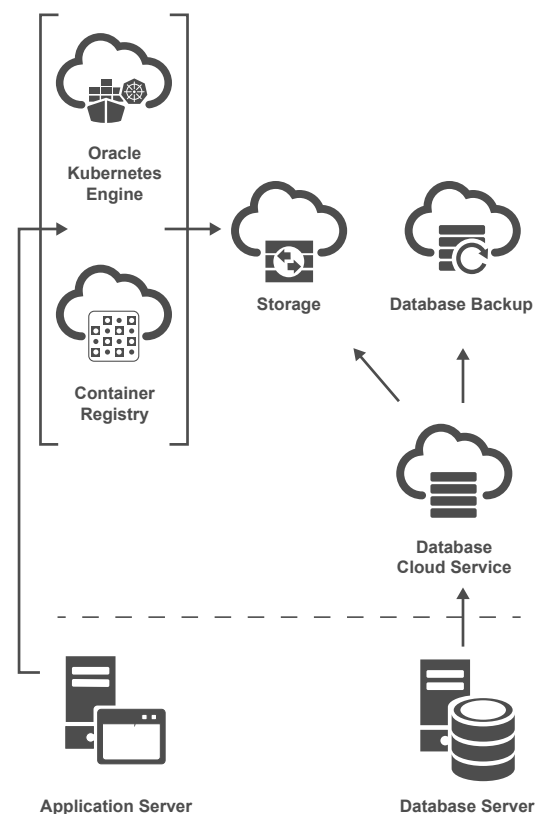 Oracle
Kubernetes
Engine
Storage
Database Backup
Container
Registry
Database
Cloud Service
Application Server
Database Server